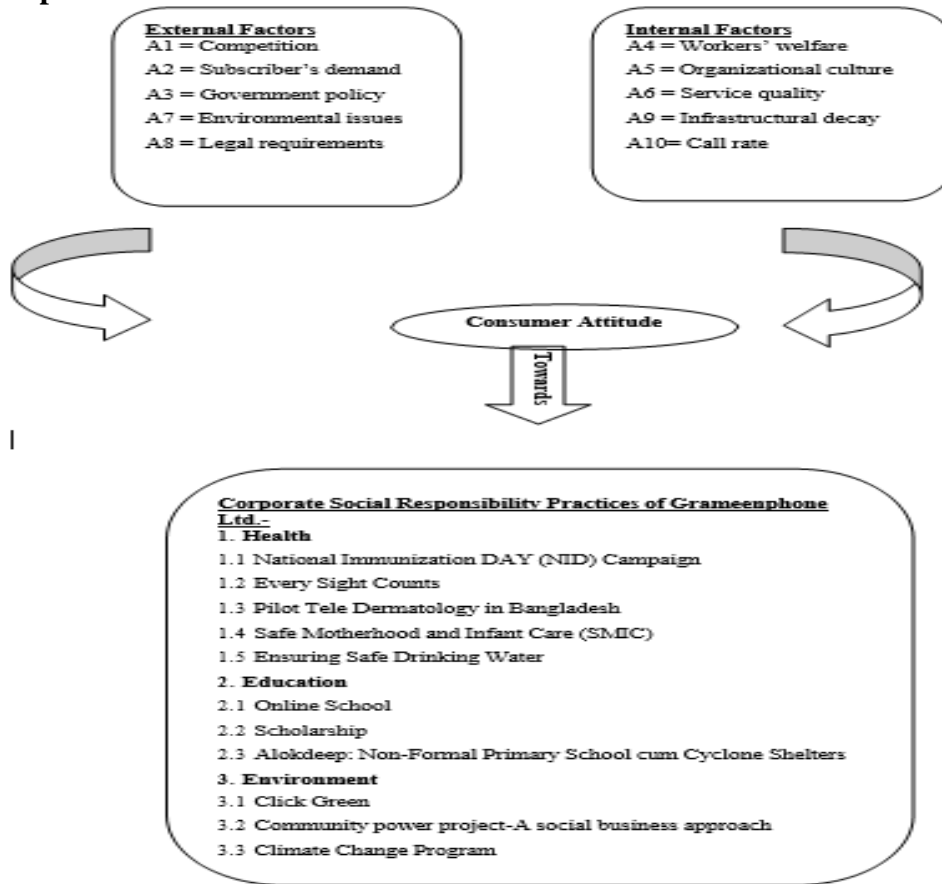 External Factors
A1 = Competition
A2 = Subscriber's demand
A3 = Government policy
A7 = Environmental issues
A8 = Legal requirements
Internal Factors
A4 = Workers' welfare
A5 = Organizational culture
A6 = Service quality
A9 = Infrastructural decay
A10= Call rate
Consumer Attitude
Towards
Corporate Social Responsibility Practices of Grameenphone
Ltd.-
1. Health
1.1 National Immunization DAY (NID) Campaign
1.2 Every Sight Counts
1.3 Pilot Tele Dermatology in Bangladesh
1.4 Safe Motherhood and Infant Care (SMIC)
1.5 Ensuring Safe Drinking Water
2. Education
2.1 Online School
2.2 Scholarship
2.3 Alokdeep: Non-Formal Primary School cum Cyclone Shelters
3. Environment
3.1 Click Green
3.2 Community power project-A social business approach
3.3 Climate Change Program